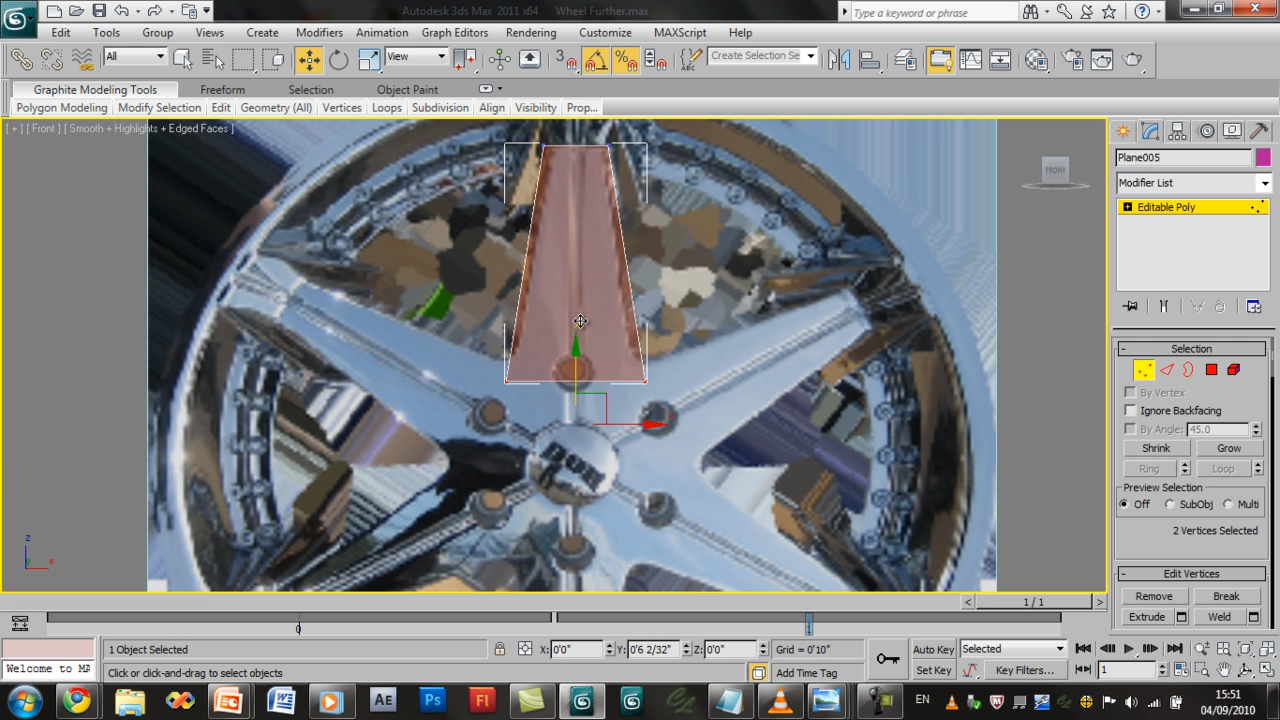 Autodesk 3ds Max 2011 x64 Wheel Further.max
Type a keyword or phrase
Edit Tools Group Views Create Modifiers Animation Graph Editors Rendering Customize MAXScript Help
All View 3 Create Selection Se
Graphite Modeling Tools Freeform Selection Object Paint
Polygon Modeling Modify Selection Edit Geometry (All) Vertices Loops Subdivision Align Visibility Prop...
[ + ] [ Front ] [ Smooth + Highlights + Edged Faces ]
FRONT
Plane005
Modifier List
Editable Poly
Selection
By Vertex
Ignore Backfacing
By Angle: 45.0
Shrink Grow
Ring Loop
Preview Selection
Off SubObj Multi
2 Vertices Selected
Edit Vertices
Remove Break
Extrude Weld
z
x
< 1 / 1 >
0
1 Object Selected X: 0'0" Y: 0'6 2/32" Z: 0'0" Grid = 0'10" Auto Key Selected
Welcome to MA Click or click-and-drag to select objects Add Time Tag Set Key Key Filters... 1
Ae Ps Fl EN 15:51
04/09/2010